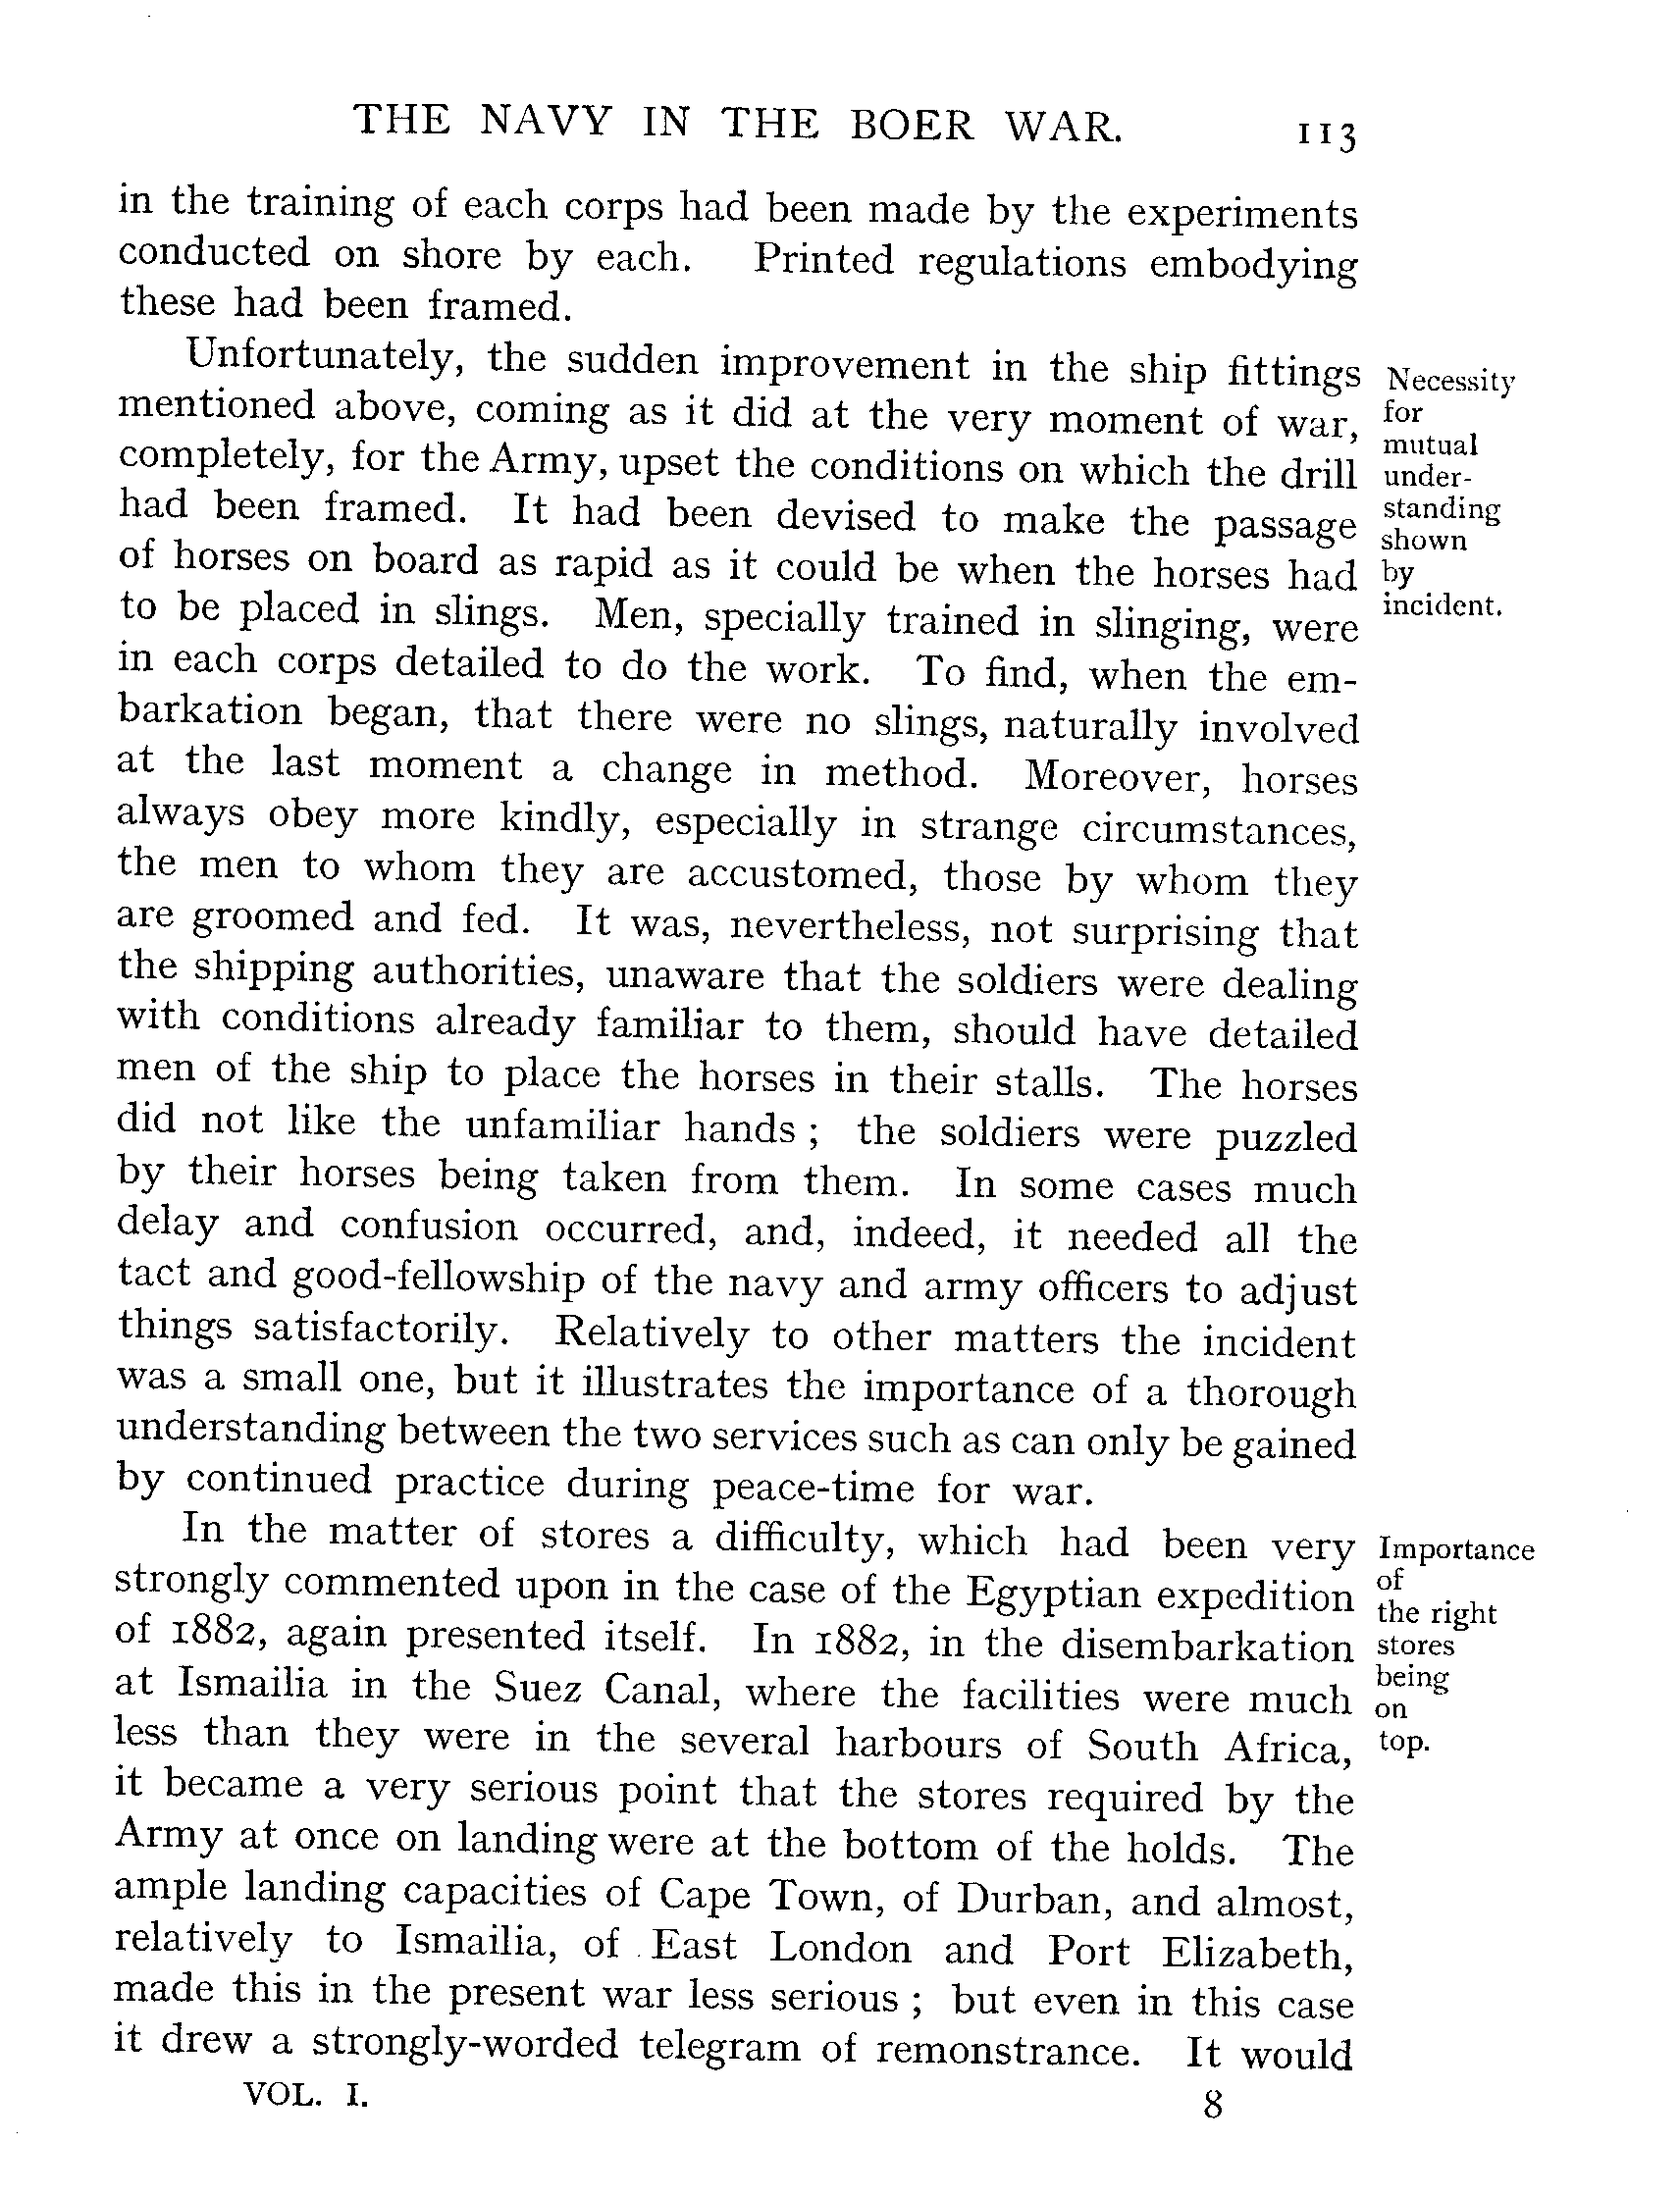 THE NAVY IN THE BOER WAR. 113
in the training of each corps had been made by the experiments
conducted on shore by each. Printed regulations embodying
these had been framed.
Unfortunately, the sudden improvement in the ship fittings
mentioned above, coming as it did at the very moment of war,
completely, for the Army, upset the conditions on which the drill
had been framed. It had been devised to make the passage
of horses on board as rapid as it could be when the horses had
to be placed in slings. Men, specially trained in slinging, were
in each corps detailed to do the work. To find, when the em-
barkation began, that there were no slings, naturally involved
at the last moment a change in method. Moreover, horses
always obey more kindly, especially in strange circumstances,
the men to whom they are accustomed, those by whom they
are groomed and fed. It was, nevertheless, not surprising that
the shipping authorities, unaware that the soldiers were dealing
with conditions already familiar to them, should have detailed
men of the ship to place the horses in their stalls. The horses
did not like the unfamiliar hands; the soldiers were puzzled
by their horses being taken from them. In some cases much
delay and confusion occurred, and, indeed, it needed all the
tact and good-fellowship of the navy and army officers to adjust
things satisfactorily. Relatively to other matters the incident
was a small one, but it illustrates the importance of a thorough
understanding between the two services such as can only be gained
by continued practice during peace-time for war.
Necessity
for
mutual
under-
standing
shown
by
incident.
In the matter of stores a difficulty, which had been very
strongly commented upon in the case of the Egyptian expedition
of 1882, again presented itself. In 1882, in the disembarkation
at Ismailia in the Suez Canal, where the facilities were much
less than they were in the several harbours of South Africa,
it became a very serious point that the stores required by the
Army at once on landing were at the bottom of the holds. The
ample landing capacities of Cape Town, of Durban, and almost,
relatively to Ismailia, of East London and Port Elizabeth,
made this in the present war less serious; but even in this case
it drew a strongly-worded telegram of remonstrance. It would
Importance
of
the right
stores
being
on
top.
VOL. I. 8